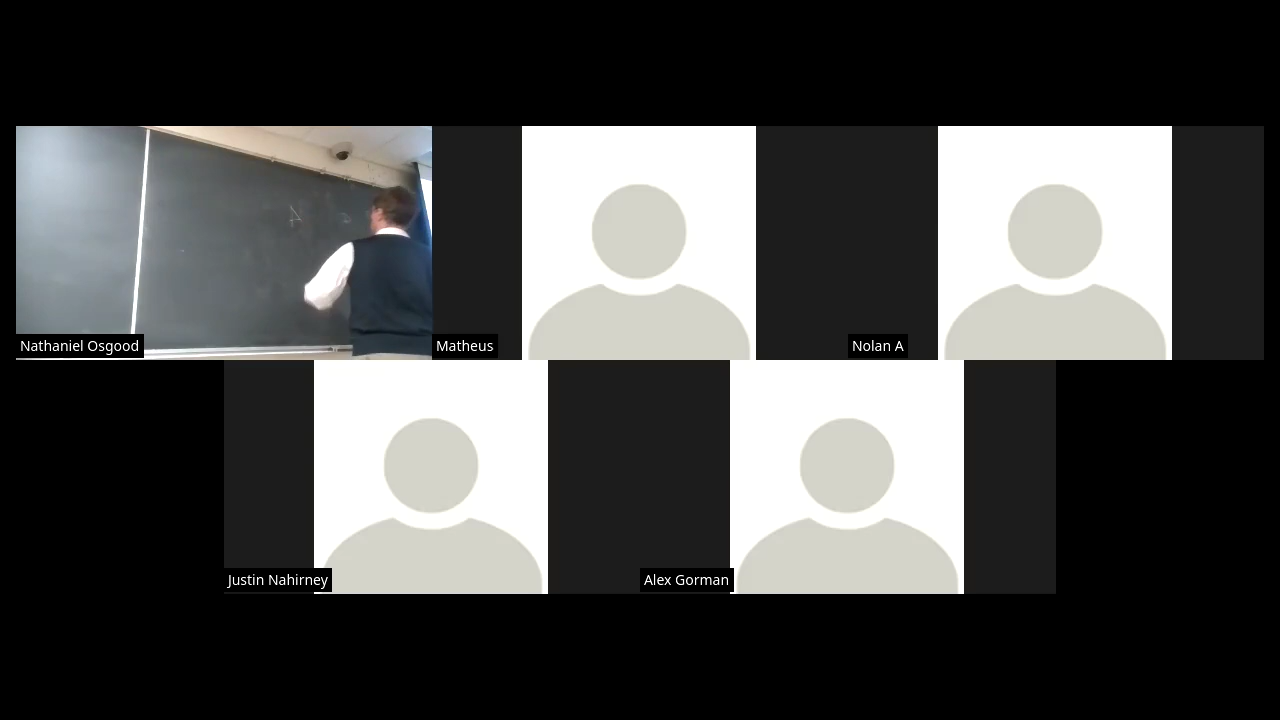 Nathaniel Osgood
Matheus
Nolan A
Justin Nahirney
Alex Gorman